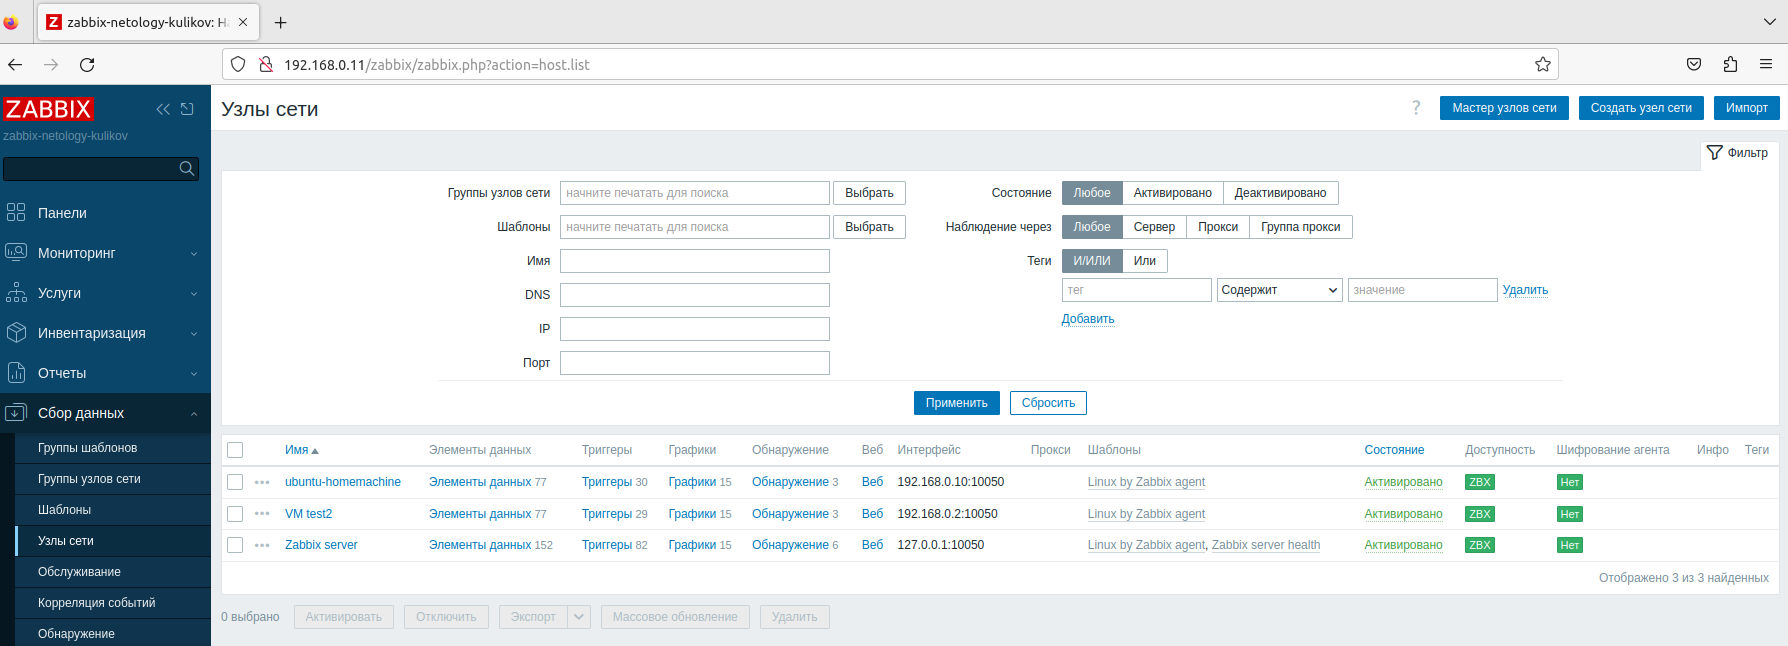 zabbix-netology-kulikov: На
192.168.0.11/zabbix/zabbix.php?action=host.list
ZABBIX
zabbix-netology-kulikov
Панели
Мониторинг
Услуги
Инвентаризация
Отчеты
Сбор данных
Группы шаблонов
Группы узлов сети
Шаблоны
Узлы сети
Обслуживание
Корреляция событий
Обнаружение
Узлы сети
? Мастер узлов сети Создать узел сети Импорт
Фильтр
Группы узлов сети начните печатать для поиска Выбрать
Шаблоны начните печатать для поиска Выбрать
Имя
DNS
IP
Порт
Состояние Любое Активировано Деактивировано
Наблюдение через Любое Сервер Прокси Группа прокси
Теги И/ИЛИ Или
тег Содержит значение Удалить
Добавить
Применить Сбросить
Имя Элементы данных Триггеры Графики Обнаружение Веб Интерфейс Прокси Шаблоны Состояние Доступность Шифрование агента Инфо Теги
ubuntu-homemachine Элементы данных 77 Триггеры 30 Графики 15 Обнаружение 3 Веб 192.168.0.10:10050 Linux by Zabbix agent Активировано ZBX Нет
VM test2 Элементы данных 77 Триггеры 29 Графики 15 Обнаружение 3 Веб 192.168.0.2:10050 Linux by Zabbix agent Активировано ZBX Нет
Zabbix server Элементы данных 152 Триггеры 82 Графики 15 Обнаружение 6 Веб 127.0.0.1:10050 Linux by Zabbix agent, Zabbix server health Активировано ZBX Нет
Отображено 3 из 3 найденных
0 выбрано Активировать Отключить Экспорт Массовое обновление Удалить